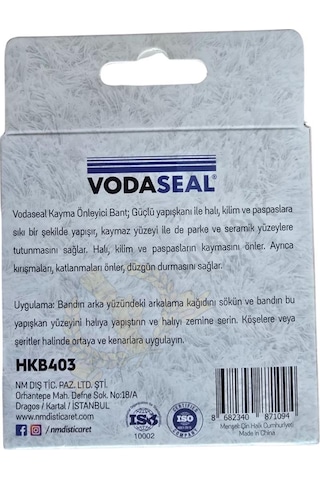 VODASEAL®
Vodaseal Kayma Önleyici Bant; Güçlü yapışkanı ile halı, kilim ve paspaslara
sıkı bir şekilde yapışır, kaymaz yüzeyi ile de parke ve seramik yüzeylere
tutunmasını sağlar. Halı, kilim ve paspasların kaymasını önler. Ayrıca
kırışmaları, katlanmaları önler, düzgün durmasını sağlar.
Uygulama: Bandın arka yüzündeki arkalama kağıdını sökün ve bandın bu
yapışkan yüzeyini halıya yapıştırın ve halıyı zemine serin. Köşelere veya
şeritler halinde ortaya ve kenarlara uygulayın.
HKB403
NM DIŞ TİC. PAZ. LTD. ŞTİ.
Orhantepe Mah. Defne Sok. No:18/A
Dragos / Kartal / İSTANBUL
/nmdisticaret
www.nmdisticaret.com
ISO
10002
ISO
8 682340 871094
Menşei: Çin Halk Cumhuriyeti
Made in China